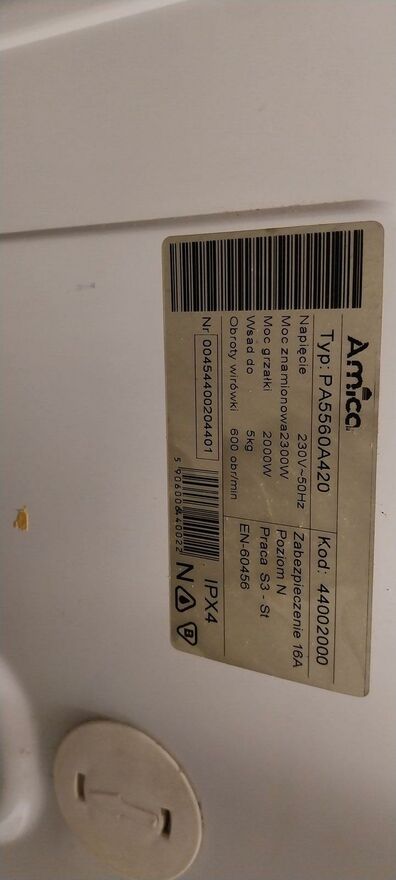 Amica
Typ: PA5560A420 Kod: 44002000
Napięcie 230V~50Hz Zabezpieczenie 16A
Moc znamionowa2300W Poziom N
Moc grzałki 2000W Praca S3 - St
Wsad do 5kg EN-60456
Obroty wirówki 600 obr/min
Nr 00454400204401
IPX4
5 906006 440022
N B